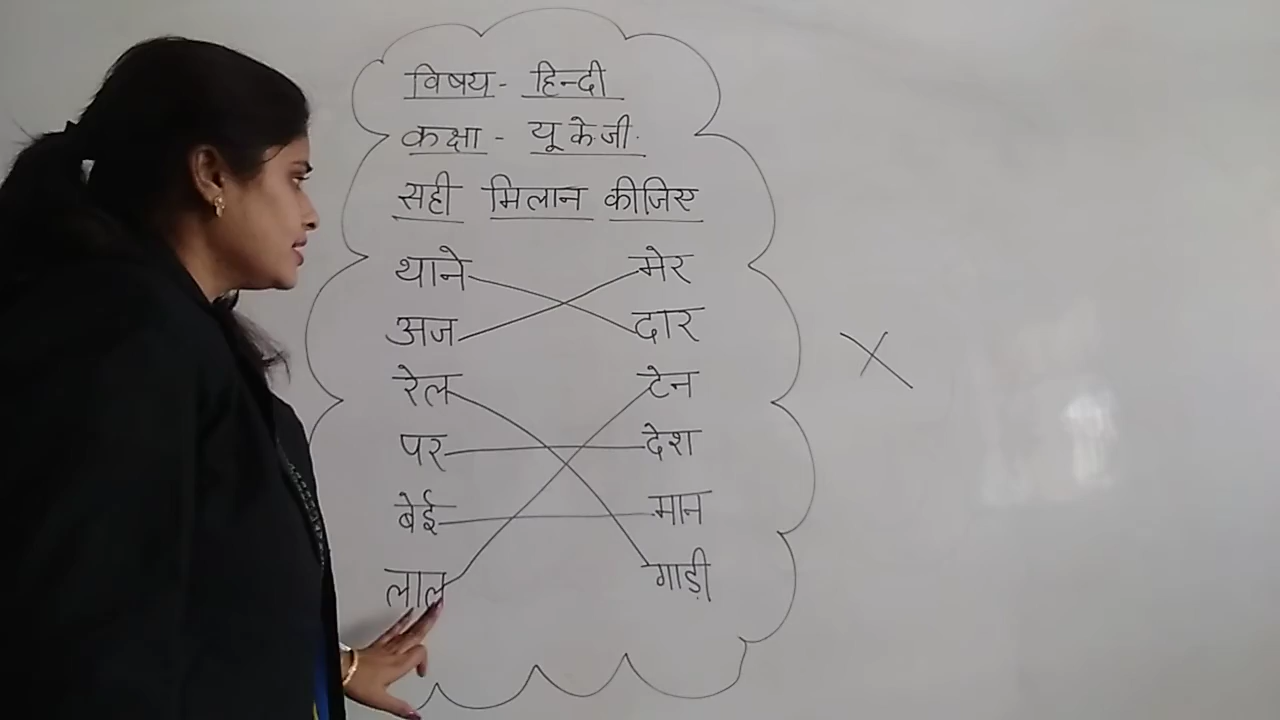 विषय - हिन्दी
कक्षा - यू के.जी.
सही मिलान कीजिए
थाने मेर
अज दार
रेल टेन
पर देश
बेई मान
लाल गाड़ी